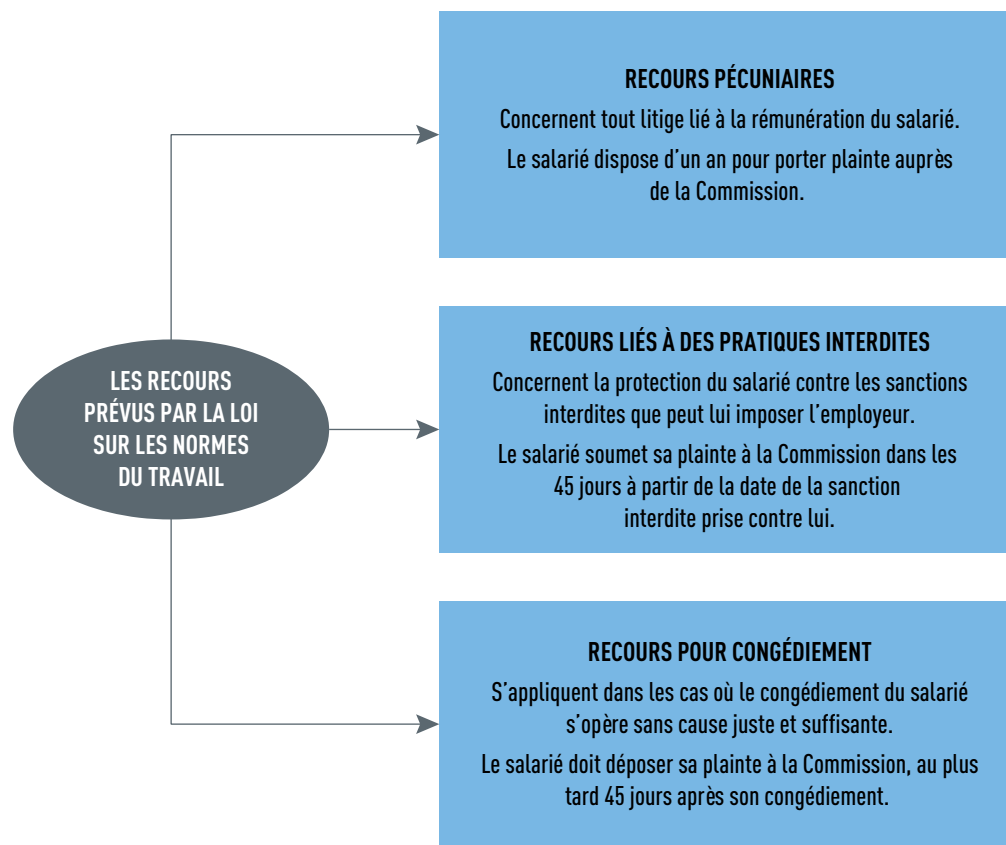 RECOURS PÉCUNIAIRES
Concernent tout litige lié à la rémunération du salarié.
Le salarié dispose d’un an pour porter plainte auprès
de la Commission.
LES RECOURS
PRÉVUS PAR LA LOI
SUR LES NORMES
DU TRAVAIL
RECOURS LIÉS À DES PRATIQUES INTERDITES
Concernent la protection du salarié contre les sanctions
interdites que peut lui imposer l’employeur.
Le salarié soumet sa plainte à la Commission dans les
45 jours à partir de la date de la sanction
interdite prise contre lui.
RECOURS POUR CONGÉDIEMENT
S’appliquent dans les cas où le congédiement du salarié
s’opère sans cause juste et suffisante.
Le salarié doit déposer sa plainte à la Commission, au plus
tard 45 jours après son congédiement.